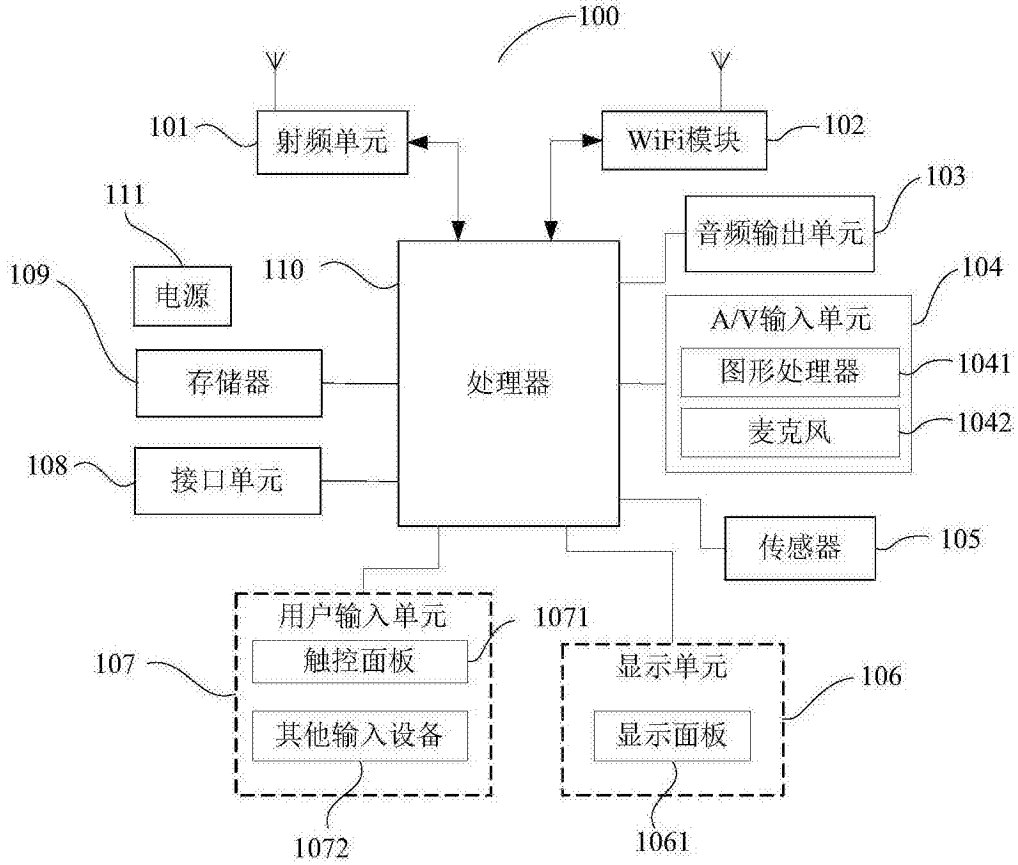 100
101
射频单元
WiFi模块
102
111
103
音频输出单元
109
电源
110
104
A/V输入单元
存储器
处理器
图形处理器
1041
麦克风
1042
108
接口单元
传感器
105
用户输入单元
1071
107
触控面板
显示单元
106
其他输入设备
显示面板
1072
1061